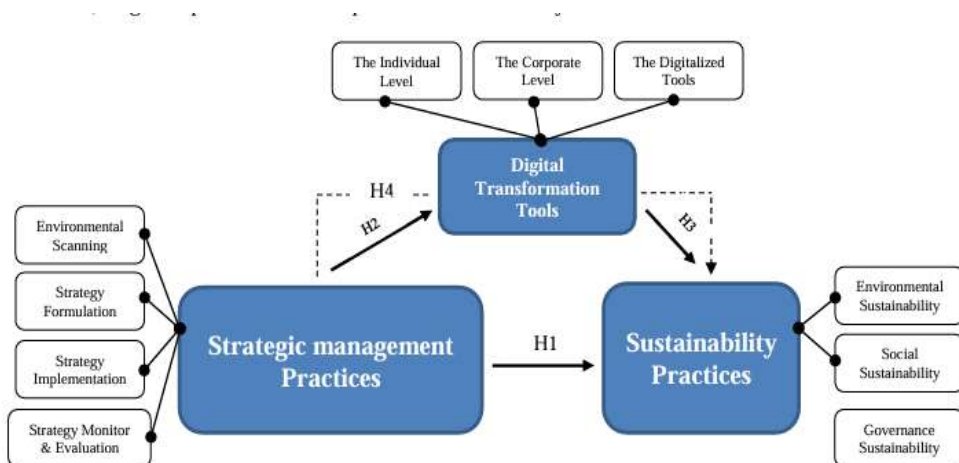 The Individual
Level
The Corporate
Level
The Digitalized
Tools
Digital
Transformation
Tools
H4
H2
H3
Environmental
Scanning
Strategy
Formulation
Strategy
Implementation
Strategy Monitor
& Evaluation
Strategic management
Practices
H1
Sustainability
Practices
Environmental
Sustainability
Social
Sustainability
Governance
Sustainability